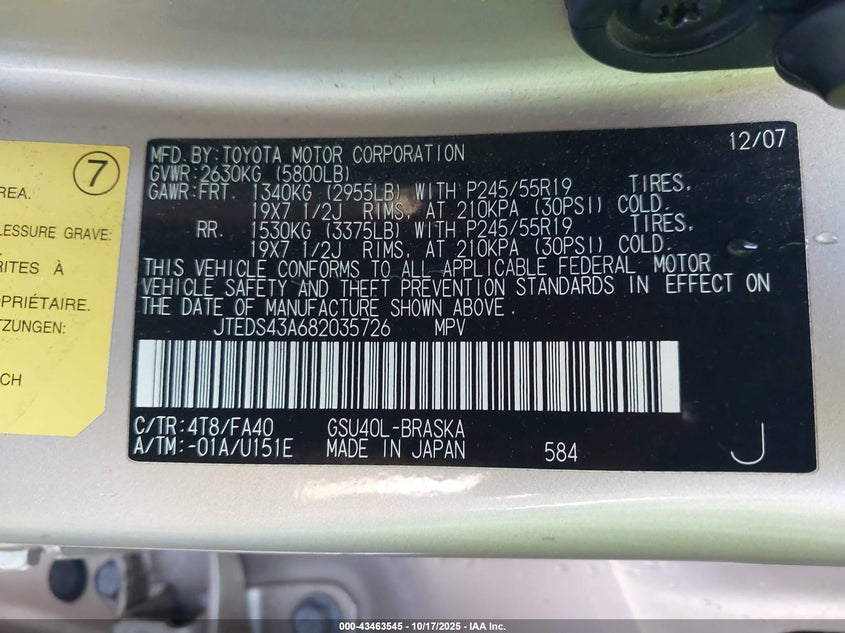 7
REA.
LESSURE GRAVE:
RITES À
OPRIÉTAIRE.
TZUNGEN:
CH
12/07
MFD. BY: TOYOTA MOTOR CORPORATION
GVWR: 2630KG (5800LB)
GAWR: FRT. 1340KG (2955LB) WITH P245/55R19 TIRES,
19X7 1/2J RIMS, AT 210KPA (30PSI) COLD.
RR. 1530KG (3375LB) WITH P245/55R19 TIRES,
19X7 1/2J RIMS, AT 210KPA (30PSI) COLD.
THIS VEHICLE CONFORMS TO ALL APPLICABLE FEDERAL MOTOR
VEHICLE SAFETY AND THEFT PREVENTION STANDARDS IN EFFECT ON
THE DATE OF MANUFACTURE SHOWN ABOVE.
JTEDS43A682035726 MPV
C/TR: 4T8/FA40 GSU40L-BRASKA
A/TM: -01A/U151E MADE IN JAPAN 584 J
000-43463545 | 10/17/2025 - IAA Inc.